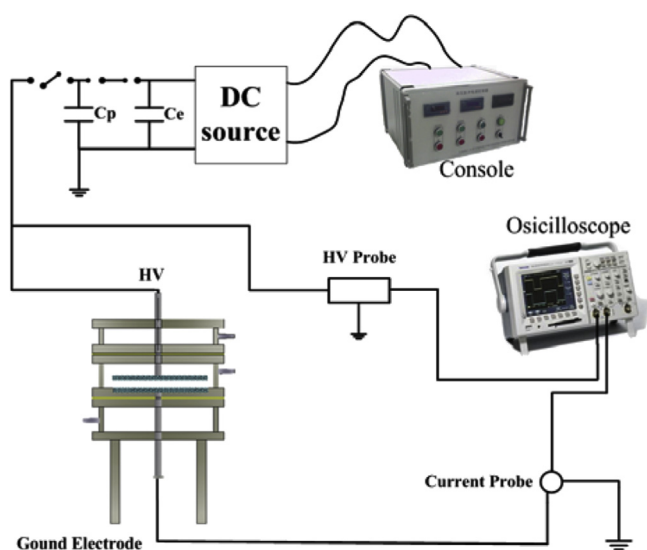 DC
source
Cp
Ce
Console
Osicilloscope
HV Probe
HV
Current Probe
Gound Electrode